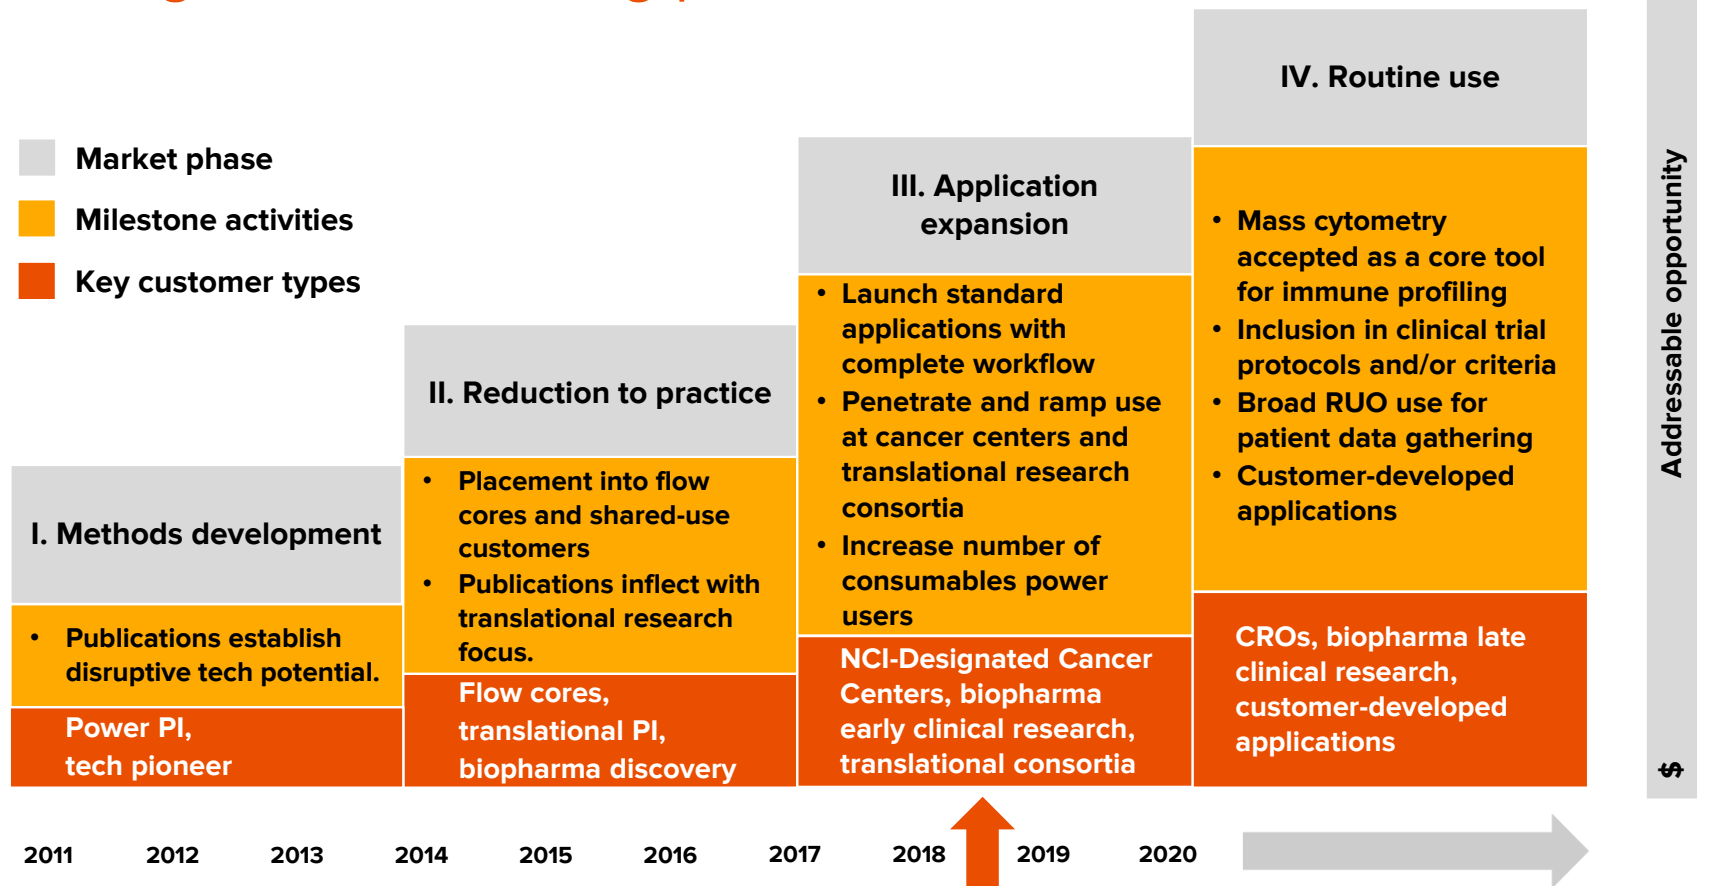 Market phase
Milestone activities
Key customer types
I. Methods development
• Publications establish
disruptive tech potential.
Power PI,
tech pioneer
II. Reduction to practice
• Placement into flow
cores and shared-use
customers
• Publications inflect with
translational research
focus.
Flow cores,
translational PI,
biopharma discovery
III. Application
expansion
• Launch standard
applications with
complete workflow
• Penetrate and ramp use
at cancer centers and
translational research
consortia
• Increase number of
consumables power
users
NCI-Designated Cancer
Centers, biopharma
early clinical research,
translational consortia
IV. Routine use
• Mass cytometry
accepted as a core tool
for immune profiling
• Inclusion in clinical trial
protocols and/or criteria
• Broad RUO use for
patient data gathering
• Customer-developed
applications
CROs, biopharma late
clinical research,
customer-developed
applications
$ Addressable opportunity
2011 2012 2013 2014 2015 2016 2017 2018 2019 2020